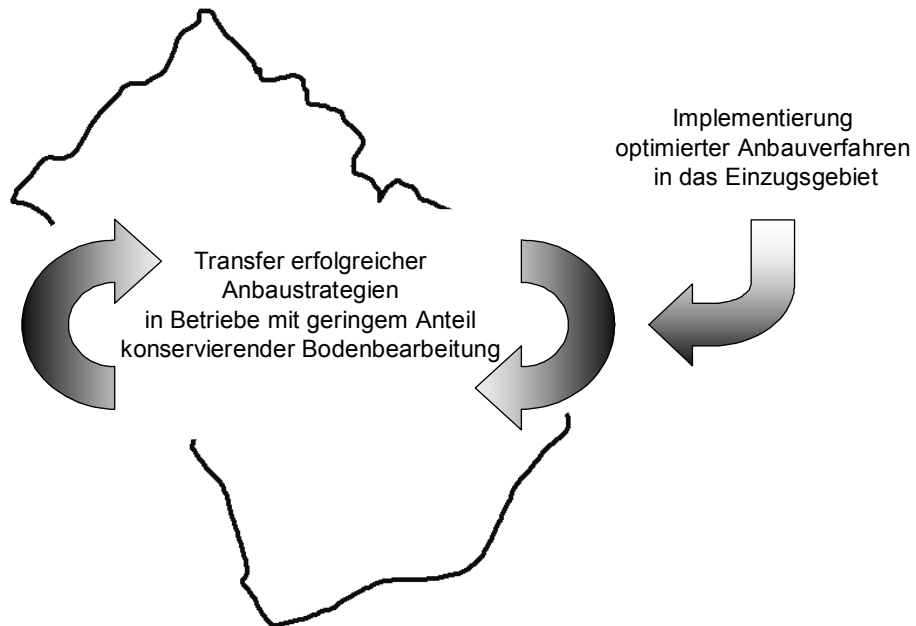 Implementierung
optimierter Anbauverfahren
in das Einzugsgebiet
Transfer erfolgreicher
Anbaustrategien
in Betriebe mit geringem Anteil
konservierender Bodenbearbeitung